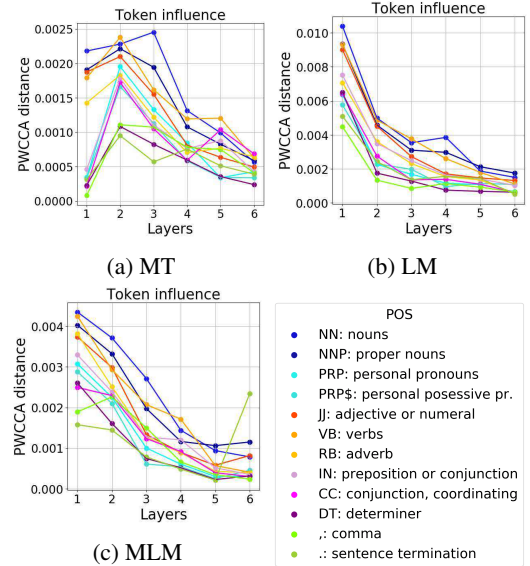 Token influence
PWCCA distance
0.0025
0.0020
0.0015
0.0010
0.0005
0.0000
1 2 3 4 5 6
Layers
(a) MT
Token influence
PWCCA distance
0.010
0.008
0.006
0.004
0.002
0.000
1 2 3 4 5 6
Layers
(b) LM
Token influence
PWCCA distance
0.004
0.003
0.002
0.001
0.000
1 2 3 4 5 6
Layers
(c) MLM
POS
NN: nouns
NNP: proper nouns
PRP: personal pronouns
PRP$: personal posessive pr.
JJ: adjective or numeral
VB: verbs
RB: adverb
IN: preposition or conjunction
CC: conjunction, coordinating
DT: determiner
,: comma
.: sentence termination